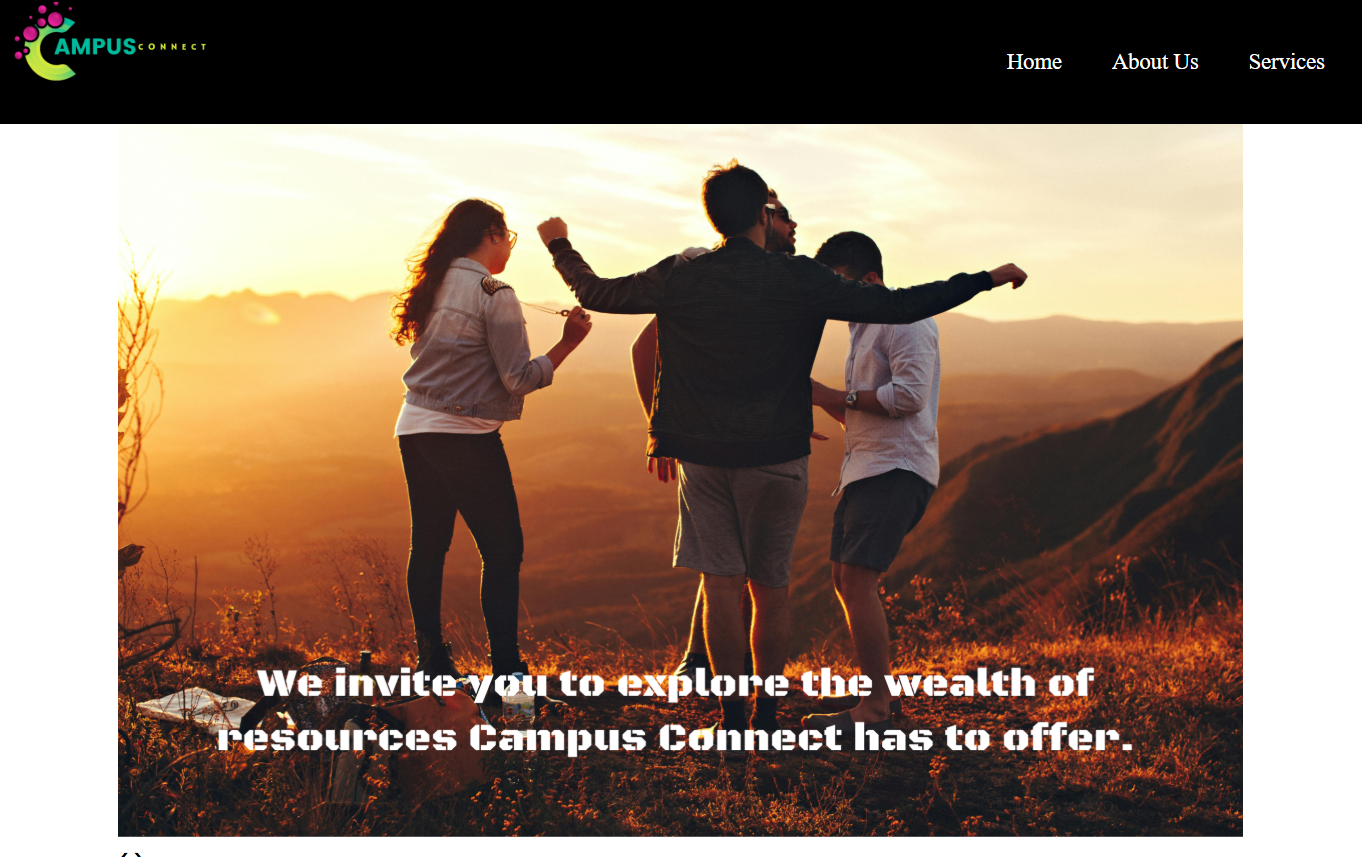 CAMPUS CONNECT
Home About Us Services
We invite you to explore the wealth of
resources Campus Connect has to offer.